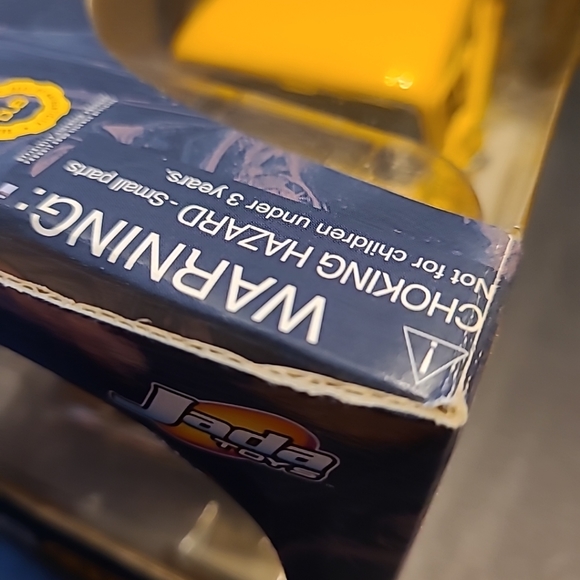 WARNING:
CHOKING HAZARD - Small parts
Not for children under 3 years.
Jada
TOYS